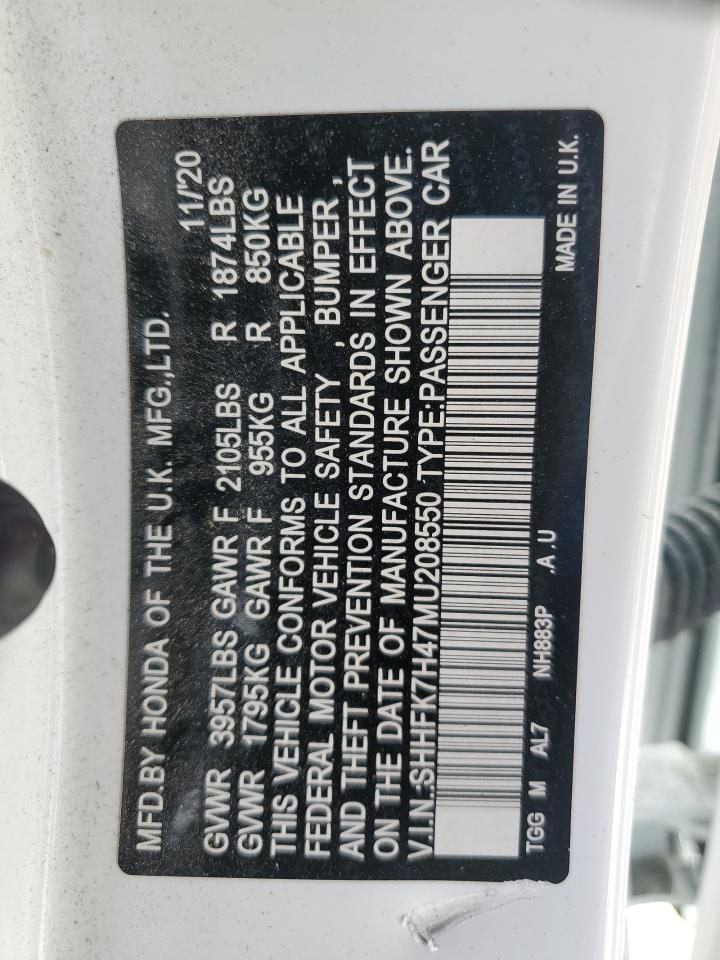 MFD.BY HONDA OF THE U.K. MFG.,LTD. 11/'20
GVWR 3957LBS GAWR F 2105LBS R 1874LBS
GVWR 1795KG GAWR F 955KG R 850KG
THIS VEHICLE CONFORMS TO ALL APPLICABLE
FEDERAL MOTOR VEHICLE SAFETY , BUMPER ,
AND THEFT PREVENTION STANDARDS IN EFFECT
ON THE DATE OF MANUFACTURE SHOWN ABOVE.
V.I.N.:SHHFK7H47MU208550 TYPE:PASSENGER CAR
TGG M AL7 NH883P .A ,U MADE IN U.K.